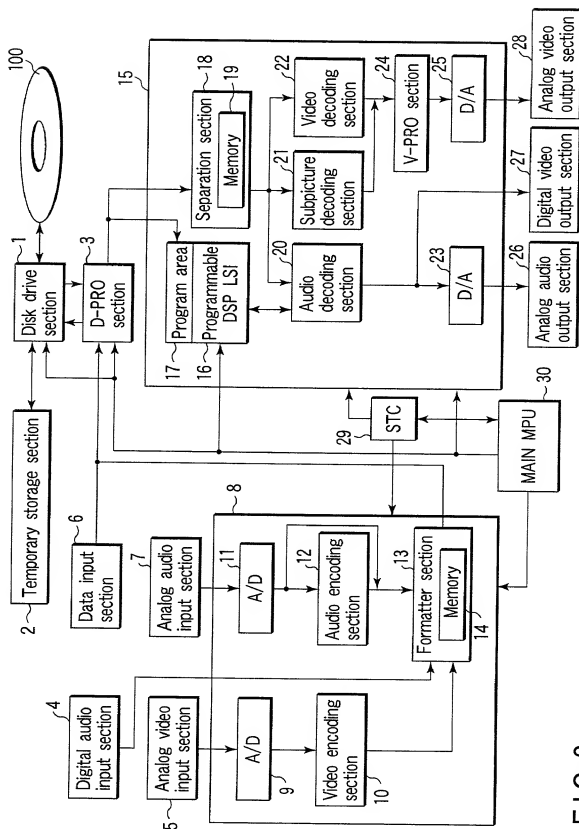 100
1
Disk drive
section
3
D-PRO
section
2
Temporary storage section
6
Data input
section
7
Analog audio
input section
4
Digital audio
input section
5
Analog video
input section
8
9
A/D
10
Video encoding
section
11
A/D
12
Audio encoding
section
13
Formatter section
Memory
14
15
17
Program area
16
Programmable
DSP LSI
18
Separation section
19
Memory
20
Audio decoding
section
21
Subpicture decoding
section
22
Video decoding
section
23
D/A
24
V-PRO section
25
D/A
26
Analog audio
output section
27
Digital video
output section
28
Analog video
output section
29
STC
30
MAIN MPU